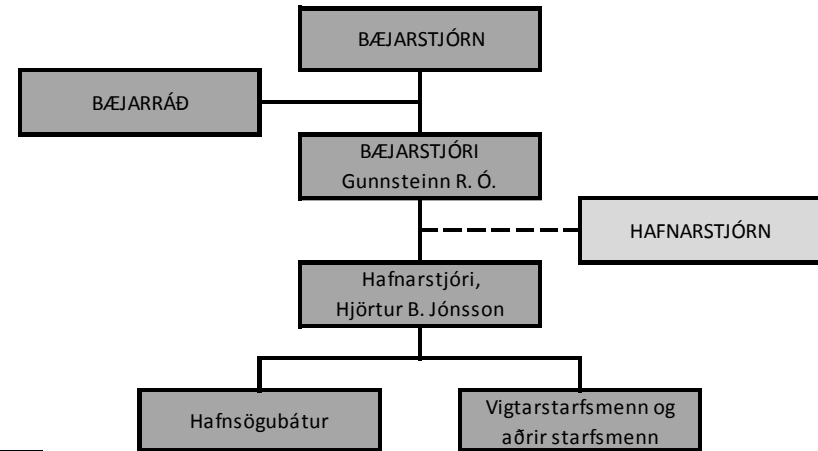 BÆJARSTJÓRN
BÆJARRÁÐ
BÆJARSTJÓRI
Gunnsteinn R. Ó.
HAFNARSTJÓRN
Hafnarstjóri,
Hjörtur B. Jónsson
Hafnsögubátur
Vigtarstarfsmenn og
aðrir starfsmenn